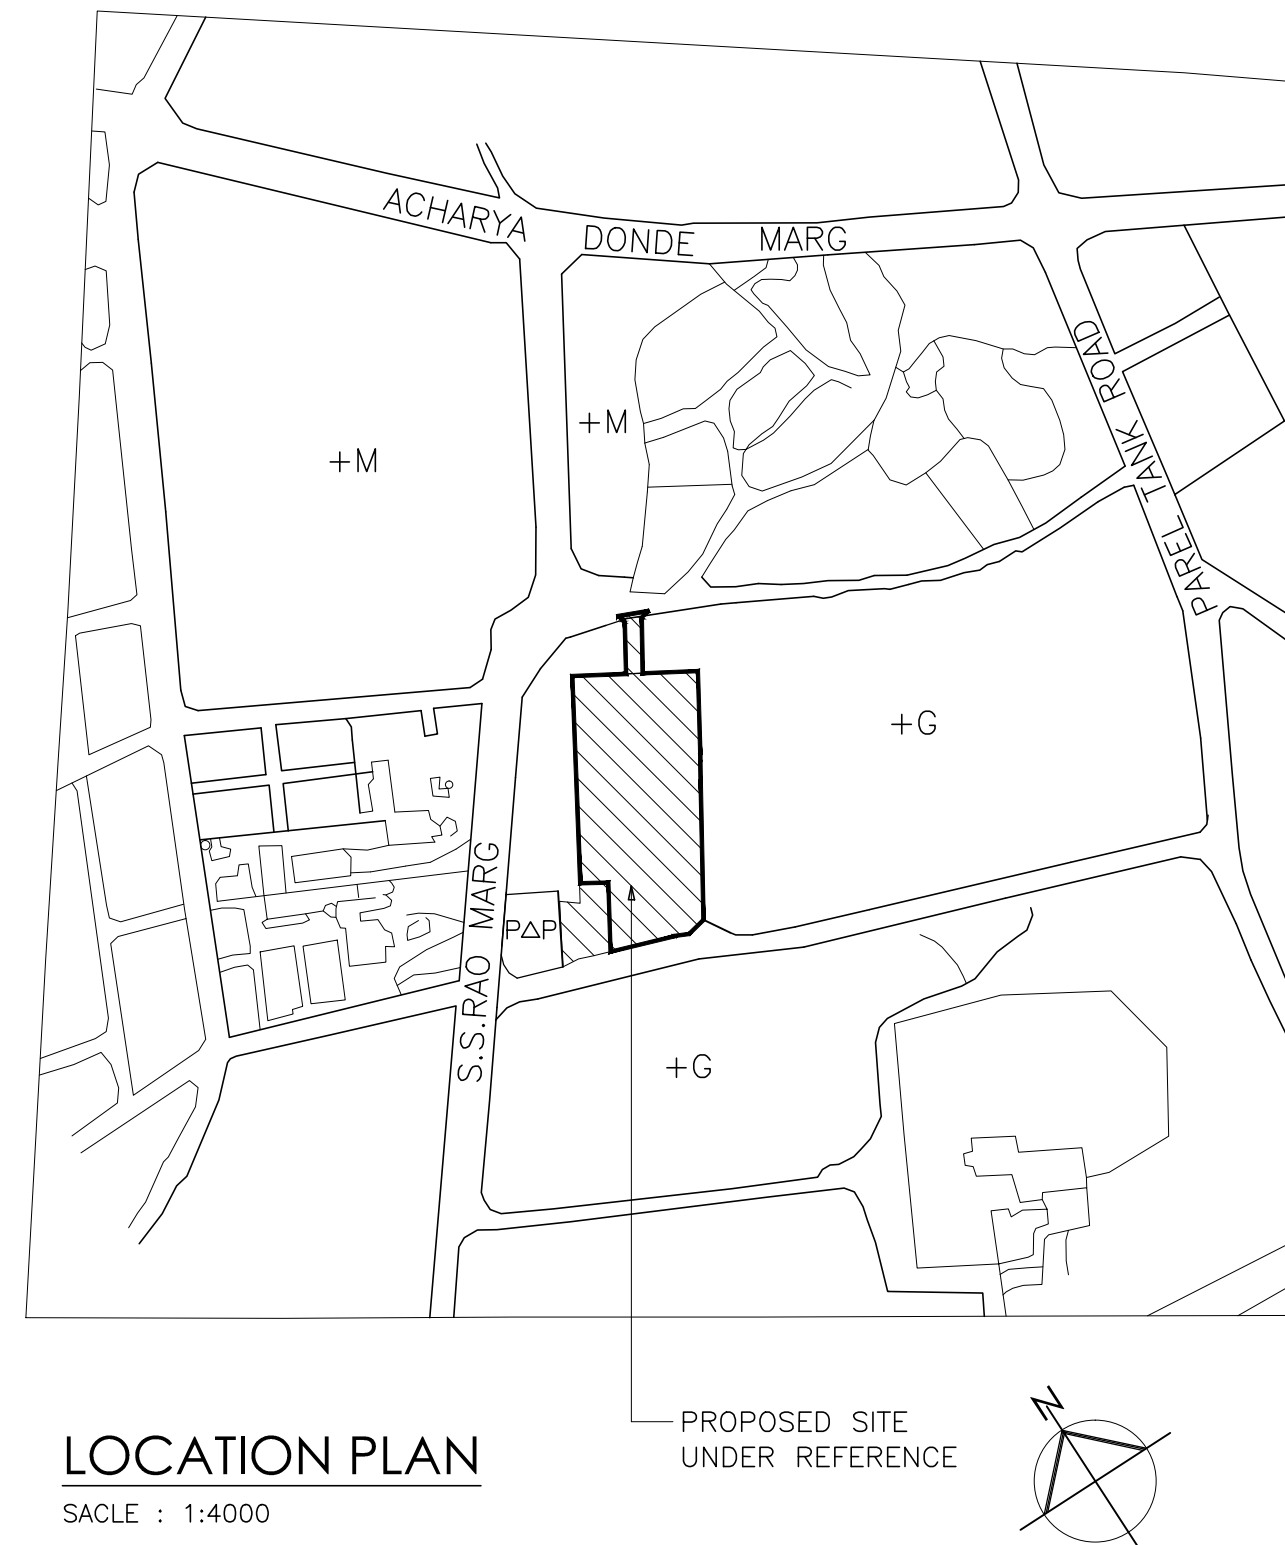 ACHARYA DONDE MARG
PAREL TANK ROAD
+M
+M
+G
S.S.RAO MARG
P△P
+G
PROPOSED SITE
UNDER REFERENCE
N
LOCATION PLAN
SACLE : 1:4000